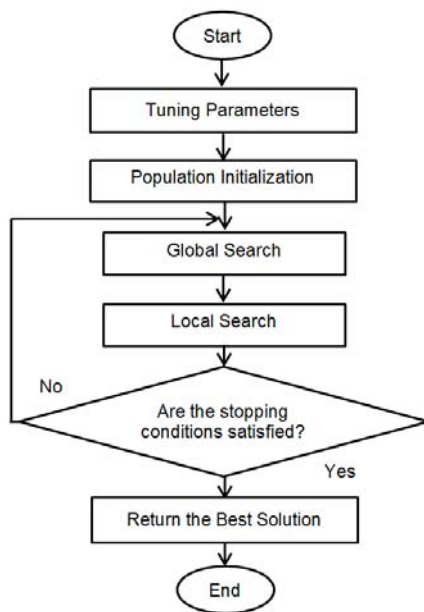 Start
Tuning Parameters
Population Initialization
Global Search
Local Search
No
Are the stopping
conditions satisfied?
Yes
Return the Best Solution
End